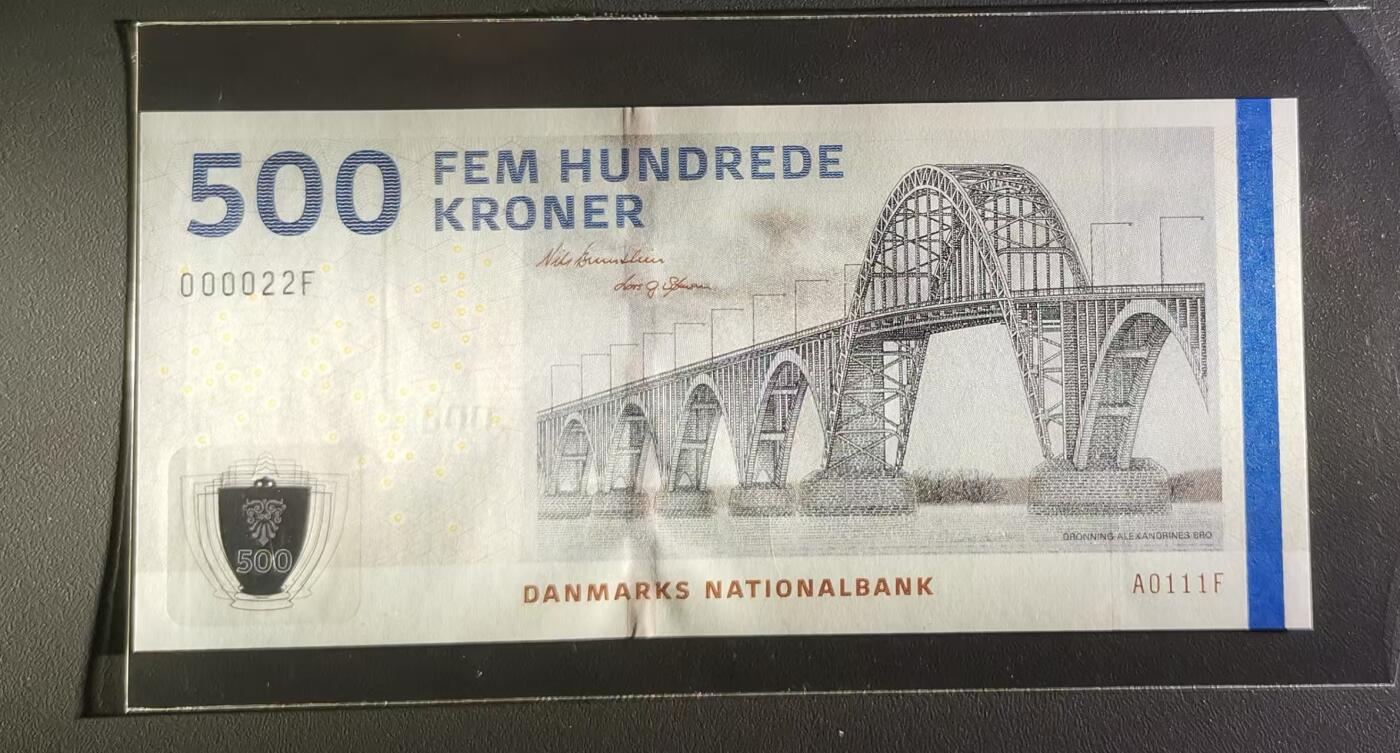 500 FEM HUNDREDE
KRONER
000022F
500
DRONNING ALEXANDRINES BRO
DANMARKS NATIONALBANK
A0111F